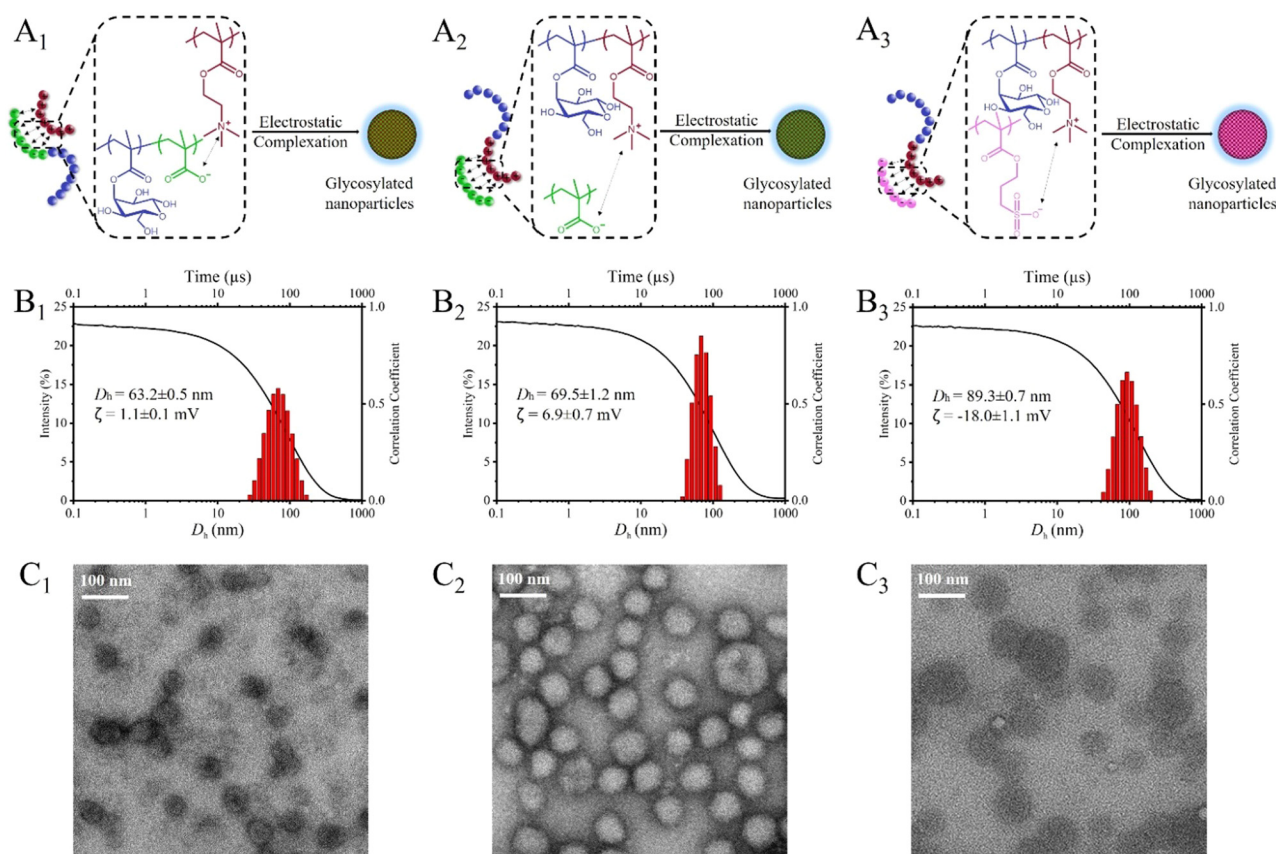 A1
A2
A3
O
O
N+
HO
OH
O
OH
HO
O
O
O-
Electrostatic
Complexation
Glycosylated
nanoparticles
O
O
OH
HO
OH
O
HO
O
O
N+
O
O-
Electrostatic
Complexation
Glycosylated
nanoparticles
O
O
OH
HO
OH
O
HO
O
O
N+
O
O
O
S
O-
O
Electrostatic
Complexation
Glycosylated
nanoparticles
B1
Time (µs)
0.1 1 10 100 1000
Intensity (%)
25
20
15
10
5
0
Dh = 63.2±0.5 nm
ζ = 1.1±0.1 mV
1.0
0.5
0.0
Correlation Coefficient
0.1 1 10 100 1000
Dh (nm)
B2
Time (µs)
0.1 1 10 100 1000
Intensity (%)
25
20
15
10
5
0
Dh = 69.5±1.2 nm
ζ = 6.9±0.7 mV
1.0
0.5
0.0
Correlation Coefficient
0.1 1 10 100 1000
Dh (nm)
B3
Time (µs)
0.1 1 10 100 1000
Intensity (%)
25
20
15
10
5
0
Dh = 89.3±0.7 nm
ζ = -18.0±1.1 mV
1.0
0.5
0.0
Correlation Coefficient
0.1 1 10 100 1000
Dh (nm)
C1
100 nm
C2
100 nm
C3
100 nm